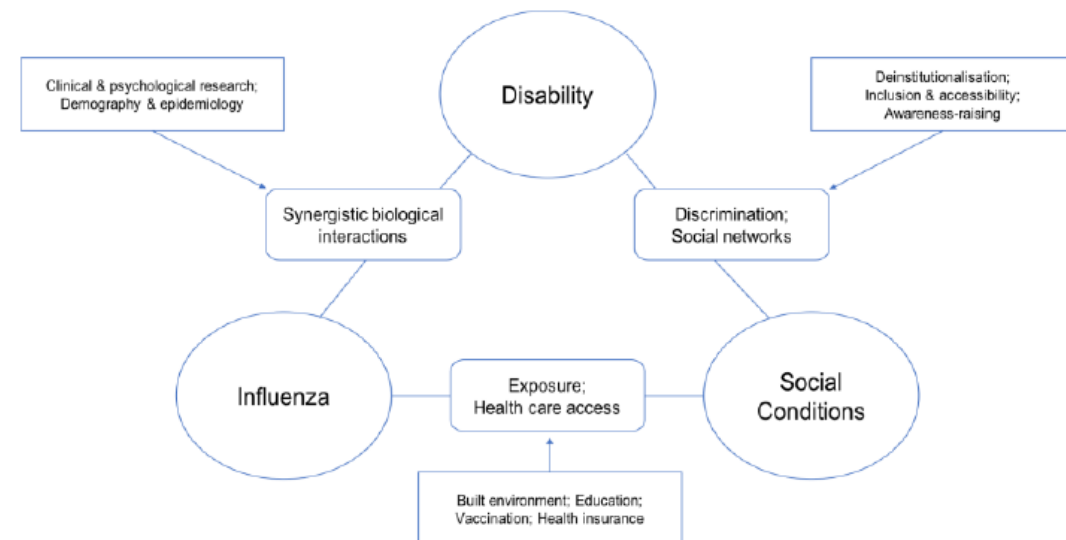 Disability
Clinical & psychological research;
Demography & epidemiology
Deinstitutionalisation;
Inclusion & accessibility;
Awareness-raising
Synergistic biological
interactions
Discrimination;
Social networks
Influenza
Exposure;
Health care access
Social
Conditions
Built environment; Education;
Vaccination; Health insurance